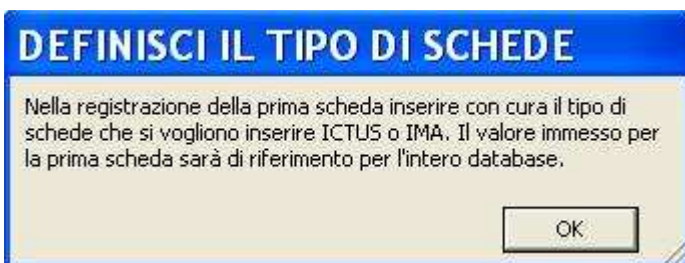 DEFINISCI IL TIPO DI SCHEDE
Nella registrazione della prima scheda inserire con cura il tipo di
schede che si vogliono inserire ICTUS o IMA. Il valore immesso per
la prima scheda sarà di riferimento per l'intero database.
OK